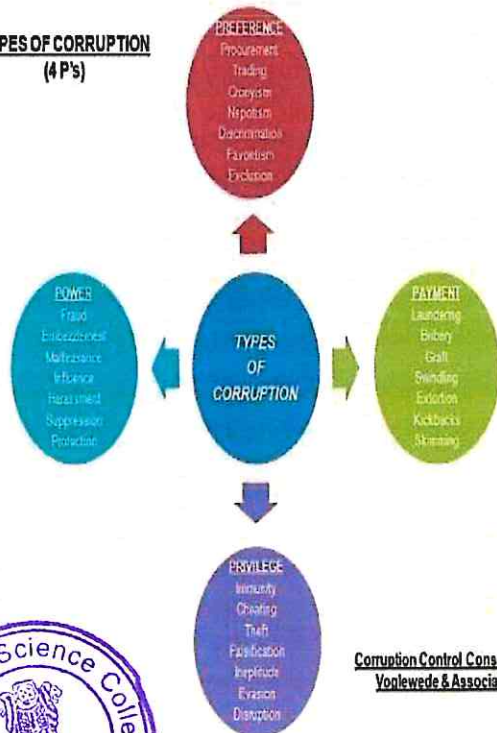 PES OF CORRUPTION
(4 P's)
PREFERENCE
Procurement
Trading
Cronyism
Nepotism
Discrimination
Favoritism
Exclusion
POWER
Fraud
Embezzlement
Malfeasance
Influence
Harassment
Suppression
Protection
TYPES
OF
CORRUPTION
PAYMENT
Laundering
Bribery
Graft
Swindling
Extortion
Kickbacks
Skimming
PRIVILEGE
Immunity
Cheating
Theft
Falsification
Ineptitude
Evasion
Disruption
Science Colle
Corruption Control Cons
Voglewede & Associa